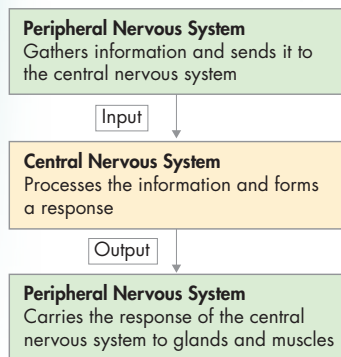 Peripheral Nervous System
Gathers information and sends it to
the central nervous system
Input
Central Nervous System
Processes the information and forms
a response
Output
Peripheral Nervous System
Carries the response of the central
nervous system to glands and muscles